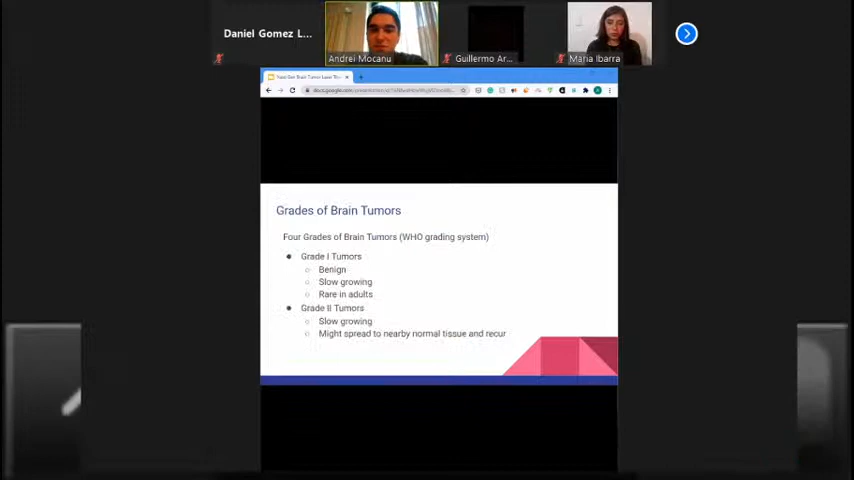 Daniel Gomez L...
Andrei Mocanu
Guillermo Ar...
Maria Ibarra
Grades of Brain Tumors
Four Grades of Brain Tumors (WHO grading system)
Grade I Tumors
Benign
Slow growing
Rare in adults
Grade II Tumors
Slow growing
Might spread to nearby normal tissue and recur